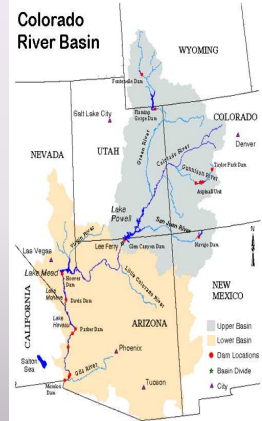 Colorado
River Basin
WYOMING
Fontenelle Dam
Flaming
Gorge Dam
Salt Lake City
COLORADO
Denver
Green River
Colorado River
Taylor Park Dam
Gunnison River
Aspinall Unit
NEVADA
UTAH
Lake
Powell
San Juan River
Navajo Dam
Virgin River
Lee Ferry
Glen Canyon Dam
N
Las Vegas
Lake Mead
Hoover
Dam
Little Colorado River
Lake
Mohave
Davis Dam
NEW
MEXICO
CALIFORNIA
Lake
Havasu
Parker Dam
ARIZONA
Phoenix
Salton
Sea
Gila River
Morelos
Dam
Tucson
Upper Basin
Lower Basin
Dam Locations
Basin Divide
City